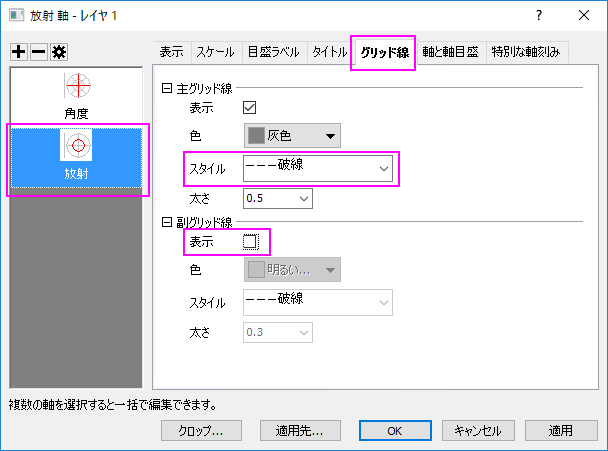 放射 軸 - レイヤ 1
表示 スケール 目盛ラベル タイトル グリッド線 軸と軸目盛 特別な軸刻み
角度
放射
主グリッド線
表示
色 灰色
スタイル ---破線
太さ 0.5
副グリッド線
表示
色 明るい...
スタイル ---破線
太さ 0.3
複数の軸を選択すると一括で編集できます。
クロップ... 適用先... OK キャンセル 適用